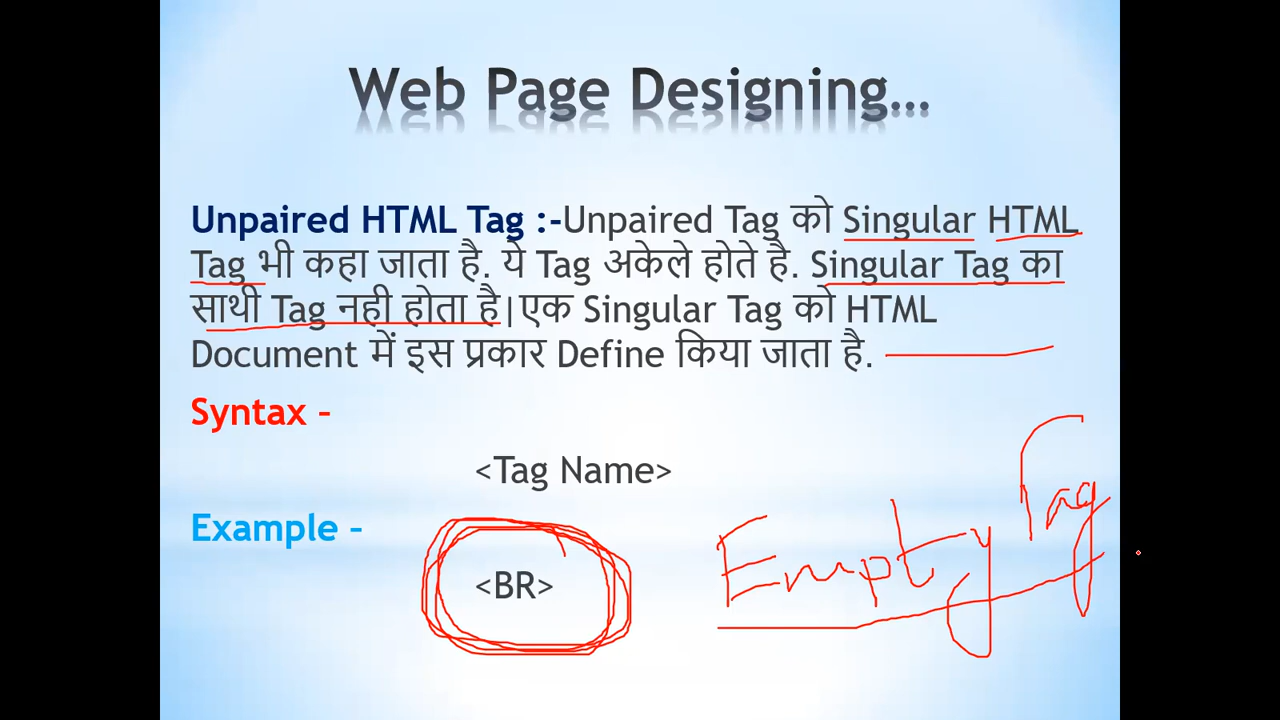 Web Page Designing...
Unpaired HTML Tag :-Unpaired Tag को Singular HTML
Tag भी कहा जाता है. ये Tag अकेले होते है. Singular Tag का
साथी Tag नही होता है|एक Singular Tag को HTML
Document में इस प्रकार Define किया जाता है.
Syntax –
<Tag Name>
Example –
<BR>
Empty Tag